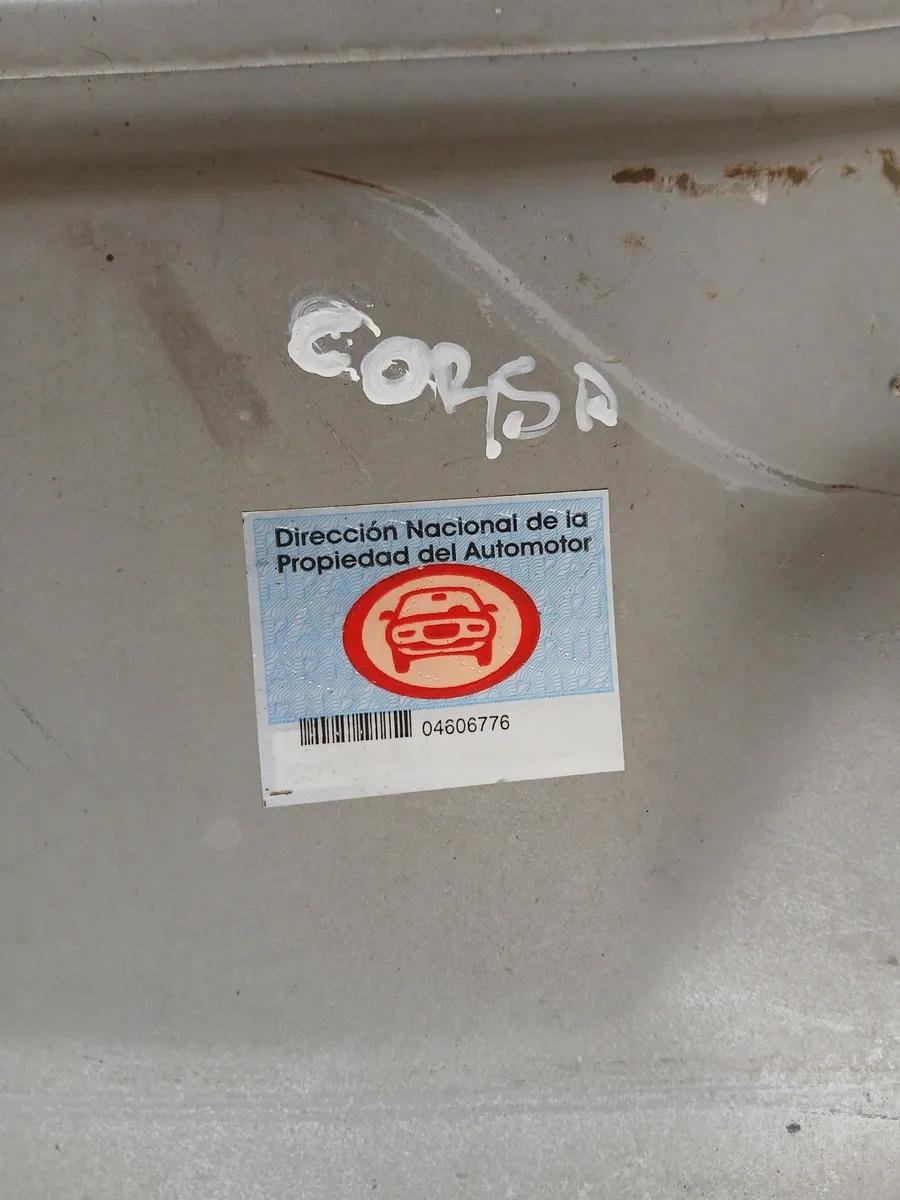 CORSA
Dirección Nacional de la
Propiedad del Automotor
04606776